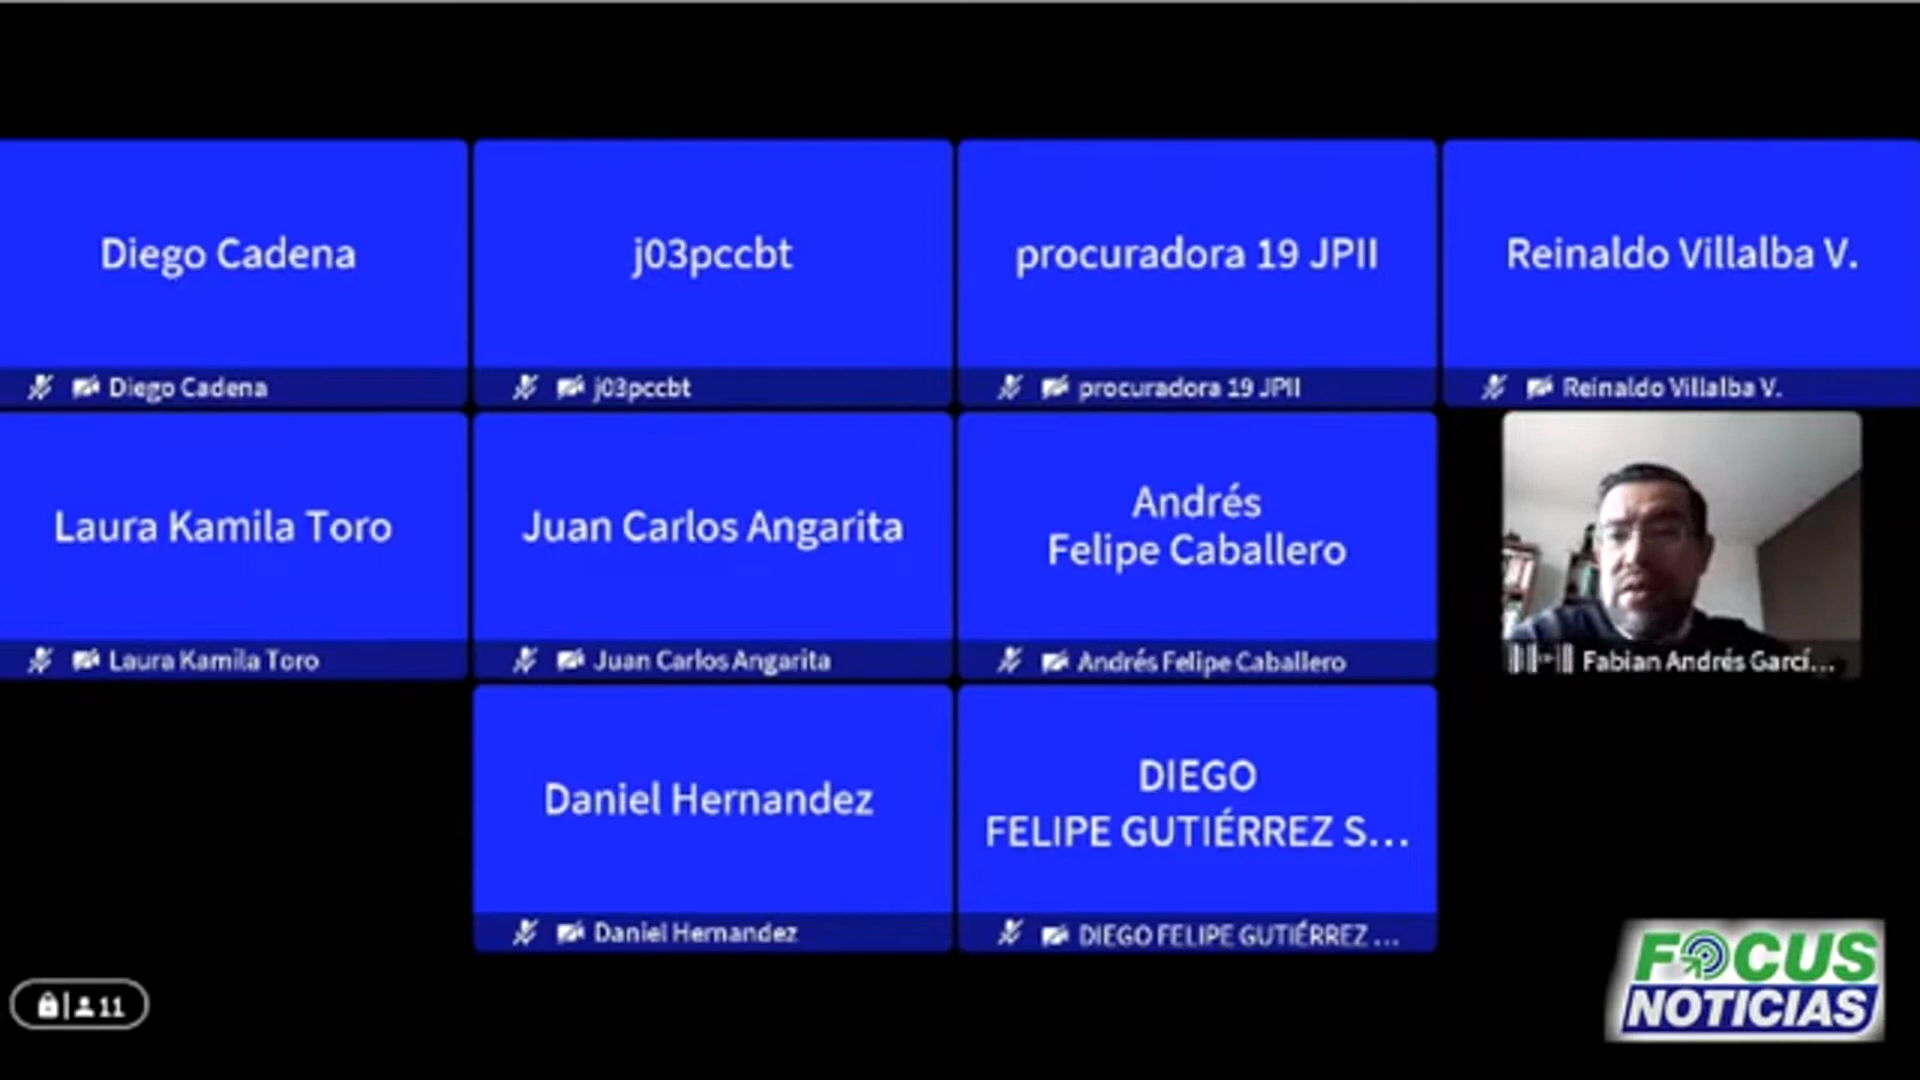 Diego Cadena
j03pccbt
procuradora 19 JPII
Reinaldo Villalba V.
Diego Cadena
j03pccbt
procuradora 19 JPII
Reinaldo Villalba V.
Laura Kamila Toro
Juan Carlos Angarita
Andrés
Felipe Caballero
Laura Kamila Toro
Juan Carlos Angarita
Andrés Felipe Caballero
Fabian Andrés Garcí...
Daniel Hernandez
DIEGO
FELIPE GUTIÉRREZ S...
Daniel Hernandez
DIEGO FELIPE GUTIÉRREZ ...
11
FOCUS
NOTICIAS